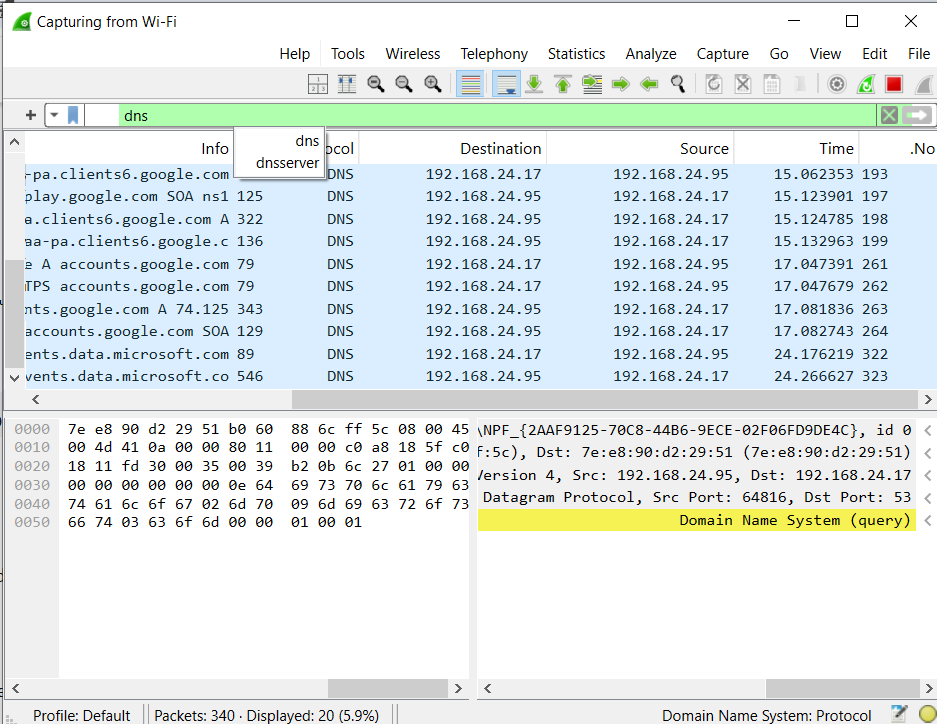 Capturing from Wi-Fi
Help Tools Wireless Telephony Statistics Analyze Capture Go View Edit File
dns
dns
dnsserver
Info ocol Destination Source Time .No
-pa.clients6.google.com DNS 192.168.24.17 192.168.24.95 15.062353 193
play.google.com SOA ns1 125 DNS 192.168.24.95 192.168.24.17 15.123901 197
a.clients6.google.com A 322 DNS 192.168.24.95 192.168.24.17 15.124785 198
aa-pa.clients6.google.c 136 DNS 192.168.24.95 192.168.24.17 15.132963 199
e A accounts.google.com 79 DNS 192.168.24.17 192.168.24.95 17.047391 261
TPS accounts.google.com 79 DNS 192.168.24.17 192.168.24.95 17.047679 262
nts.google.com A 74.125 343 DNS 192.168.24.95 192.168.24.17 17.081836 263
accounts.google.com SOA 129 DNS 192.168.24.95 192.168.24.17 17.082743 264
ents.data.microsoft.com 89 DNS 192.168.24.17 192.168.24.95 24.176219 322
vents.data.microsoft.co 546 DNS 192.168.24.95 192.168.24.17 24.266627 323
0000 7e e8 90 d2 29 51 b0 60 88 6c ff 5c 08 00 45
0010 00 4d 41 0a 00 00 80 11 00 00 c0 a8 18 5f c0
0020 18 11 fd 30 00 35 00 39 b2 0b 6c 27 01 00 00
0030 00 00 00 00 00 00 0e 64 69 73 70 6c 61 79 63
0040 74 61 6c 6f 67 02 6d 70 09 6d 69 63 72 6f 73
0050 66 74 03 63 6f 6d 00 00 01 00 01
\NPF_{2AAF9125-70C8-44B6-9ECE-02F06FD9DE4C}, id 0
f:5c), Dst: 7e:e8:90:d2:29:51 (7e:e8:90:d2:29:51)
Version 4, Src: 192.168.24.95, Dst: 192.168.24.17
Datagram Protocol, Src Port: 64816, Dst Port: 53
Domain Name System (query)
Profile: Default Packets: 340 · Displayed: 20 (5.9%) Domain Name System: Protocol